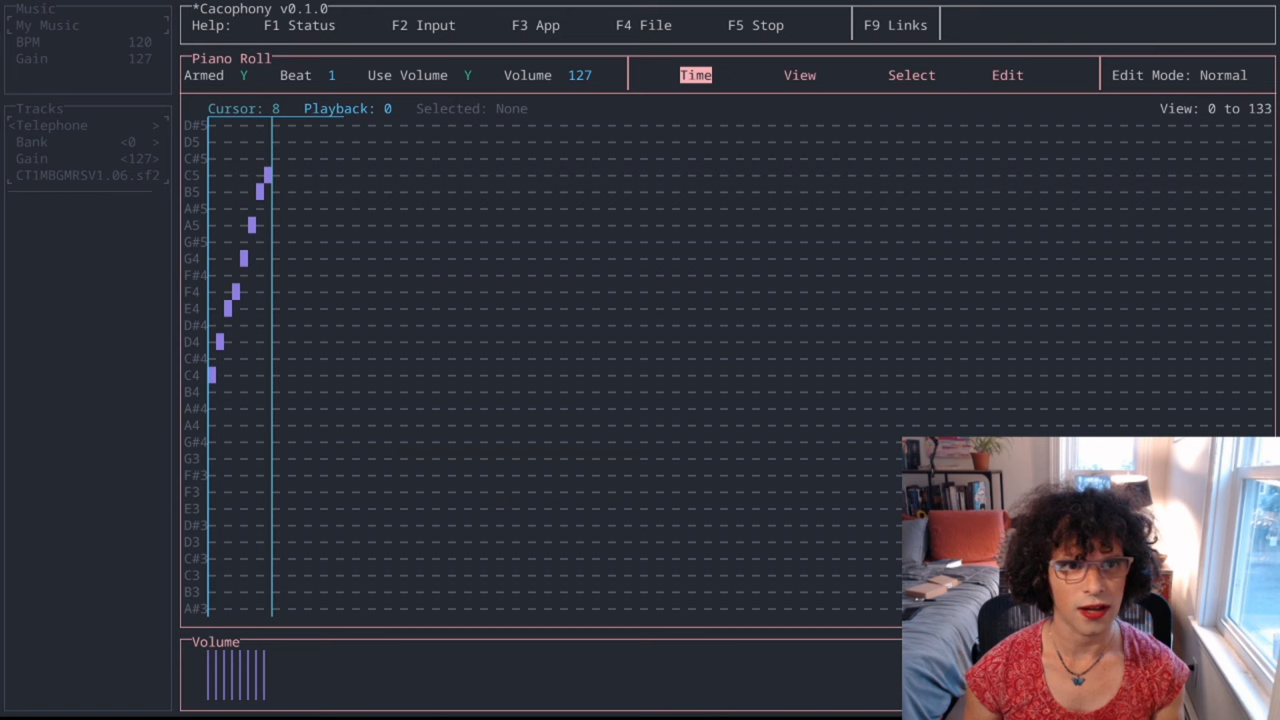 Music
My Music
BPM 120
Gain 127
Tracks
<Telephone >
Bank <0 >
Gain <127>
CT1MBGMRSV1.06.sf2
*Cacophony v0.1.0
Help: F1 Status F2 Input F3 App F4 File F5 Stop F9 Links
Piano Roll
Armed Y Beat 1 Use Volume Y Volume 127 Time View Select Edit Edit Mode: Normal
Cursor: 8 Playback: 0 Selected: None View: 0 to 133
D#5
D5
C#5
C5
B5
A#5
A5
G#5
G4
F#4
F4
E4
D#4
D4
C#4
C4
B4
A#4
A4
G#4
G3
F#3
F3
E3
D#3
D3
C#3
C3
B3
A#3
Volume